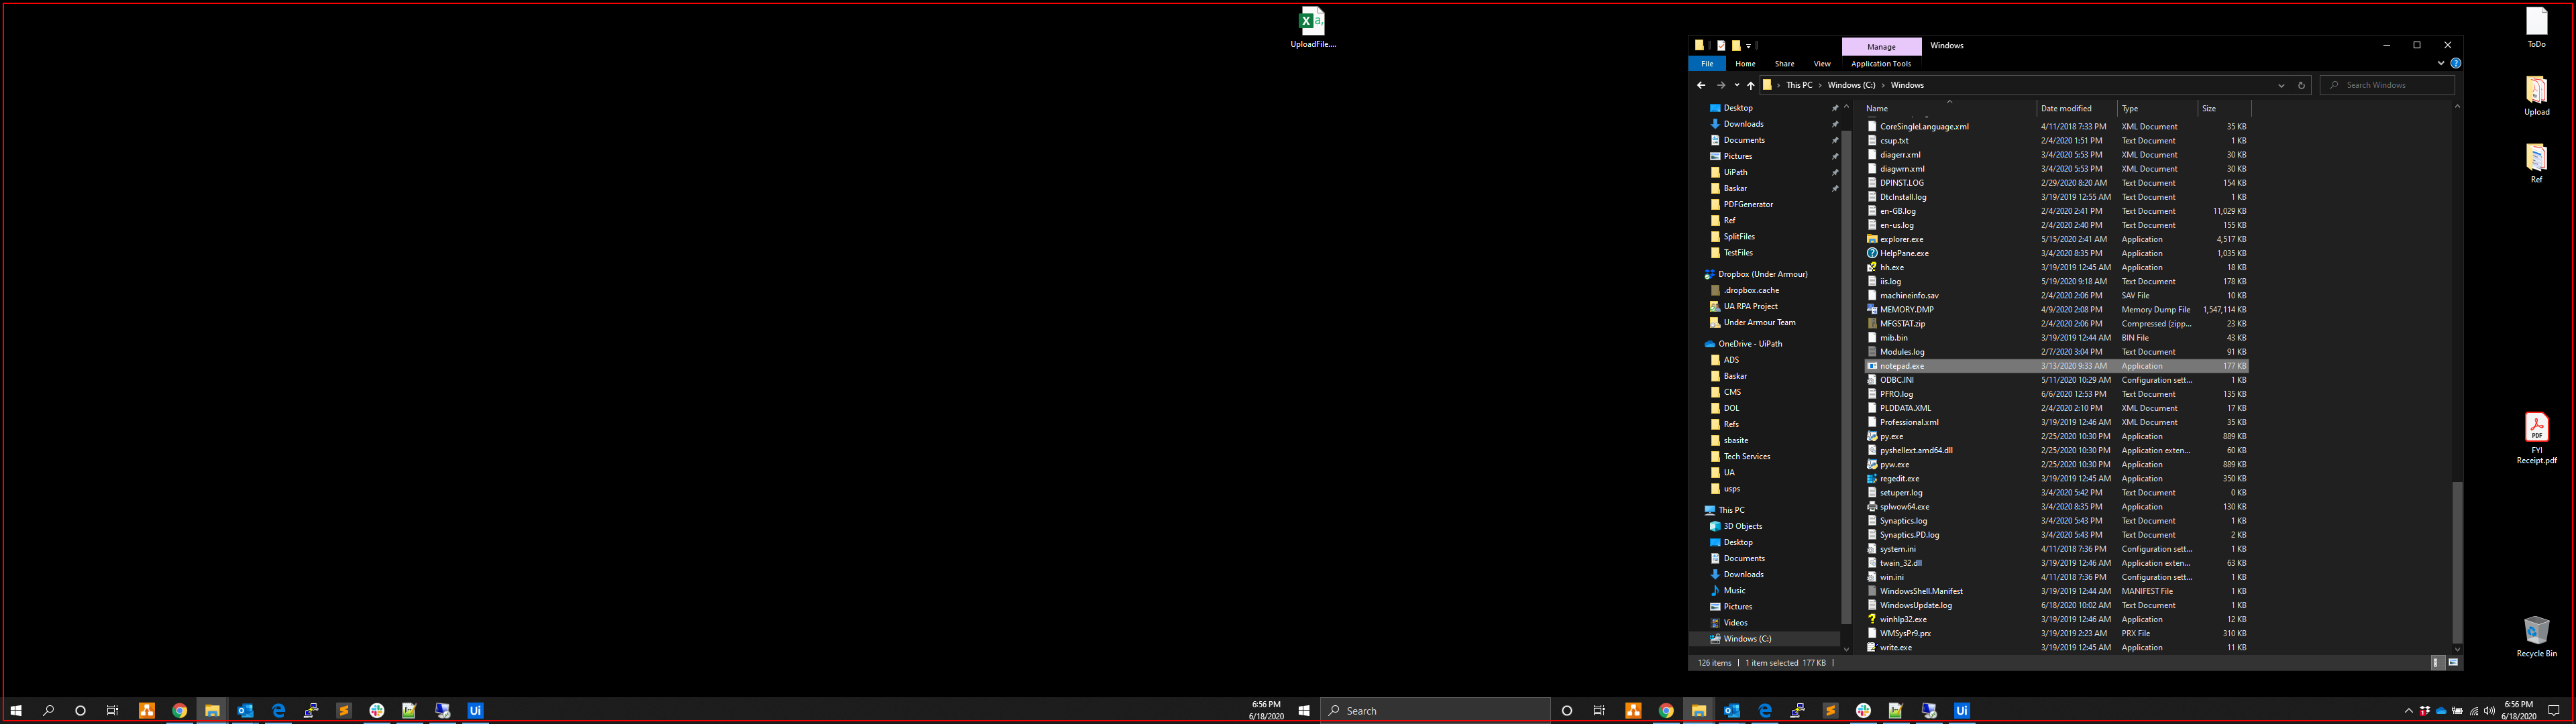 UploadFile....
Manage
Windows
File
Home
Share
View
Application Tools
This PC
Windows (C:)
Windows
Search Windows
Desktop
Downloads
Documents
Pictures
UiPath
Baskar
PDFGenerator
Ref
SplitFiles
TestFiles
Dropbox (Under Armour)
.dropbox.cache
UA RPA Project
Under Armour Team
OneDrive - UiPath
ADS
Baskar
CMS
DOL
Refs
sbasite
Tech Services
UA
usps
This PC
3D Objects
Desktop
Documents
Downloads
Music
Pictures
Videos
Windows (C:)
Name Date modified Type Size
CoreSingleLanguage.xml 4/11/2018 7:33 PM XML Document 35 KB
csup.txt 2/4/2020 1:51 PM Text Document 1 KB
diagerr.xml 3/4/2020 5:53 PM XML Document 30 KB
diagwrn.xml 3/4/2020 5:53 PM XML Document 30 KB
DPINST.LOG 2/29/2020 8:20 AM Text Document 154 KB
DtcInstall.log 3/19/2019 12:55 AM Text Document 1 KB
en-GB.log 2/4/2020 2:41 PM Text Document 11,029 KB
en-us.log 2/4/2020 2:40 PM Text Document 155 KB
explorer.exe 5/15/2020 2:41 AM Application 4,517 KB
HelpPane.exe 3/4/2020 8:35 PM Application 1,035 KB
hh.exe 3/19/2019 12:45 AM Application 18 KB
iis.log 5/19/2020 9:18 AM Text Document 178 KB
machineinfo.sav 2/4/2020 2:06 PM SAV File 10 KB
MEMORY.DMP 4/9/2020 2:08 PM Memory Dump File 1,547,114 KB
MFGSTAT.zip 2/4/2020 2:06 PM Compressed (zipp... 23 KB
mib.bin 3/19/2019 12:44 AM BIN File 43 KB
Modules.log 2/7/2020 3:04 PM Text Document 91 KB
notepad.exe 3/13/2020 9:33 AM Application 177 KB
ODBC.INI 5/11/2020 10:29 AM Configuration sett... 1 KB
PFRO.log 6/6/2020 12:53 PM Text Document 135 KB
PLDDATA.XML 2/4/2020 2:10 PM XML Document 17 KB
Professional.xml 3/19/2019 12:46 AM XML Document 35 KB
py.exe 2/25/2020 10:30 PM Application 889 KB
pyshellext.amd64.dll 2/25/2020 10:30 PM Application exten... 60 KB
pyw.exe 2/25/2020 10:30 PM Application 889 KB
regedit.exe 3/19/2019 12:45 AM Application 350 KB
setuperr.log 3/4/2020 5:42 PM Text Document 0 KB
splwow64.exe 3/4/2020 8:35 PM Application 130 KB
Synaptics.log 3/4/2020 5:43 PM Text Document 1 KB
Synaptics.PD.log 3/4/2020 5:43 PM Text Document 2 KB
system.ini 4/11/2018 7:36 PM Configuration sett... 1 KB
twain_32.dll 3/19/2019 12:46 AM Application exten... 63 KB
win.ini 4/11/2018 7:36 PM Configuration sett... 1 KB
WindowsShell.Manifest 3/19/2019 12:44 AM MANIFEST File 1 KB
WindowsUpdate.log 6/18/2020 10:02 AM Text Document 1 KB
winhlp32.exe 3/19/2019 12:46 AM Application 12 KB
WMSysPr9.prx 3/19/2019 2:23 AM PRX File 310 KB
write.exe 3/19/2019 12:45 AM Application 11 KB
126 items 1 item selected 177 KB
ToDo
Upload
Ref
PDF
FYI
Receipt.pdf
Recycle Bin
Ui
6:56 PM
6/18/2020
Search
Ui
6:56 PM
6/18/2020